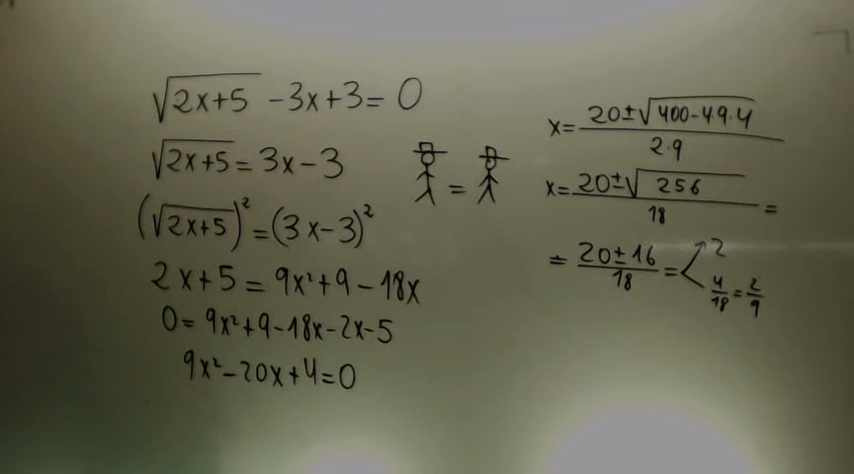 √2x+5 -3x+3=0
√2x+5 = 3x-3
=
(√2x+5)²=(3x-3)²
2x+5=9x²+9-18x
0=9x²+9-18x-2x-5
9x²-20x+4=0
x= 20±√400-4·9·4 / 2·9
x= 20±√256 / 18 =
= 20±16 / 18 = 2
4/18 = 2/9